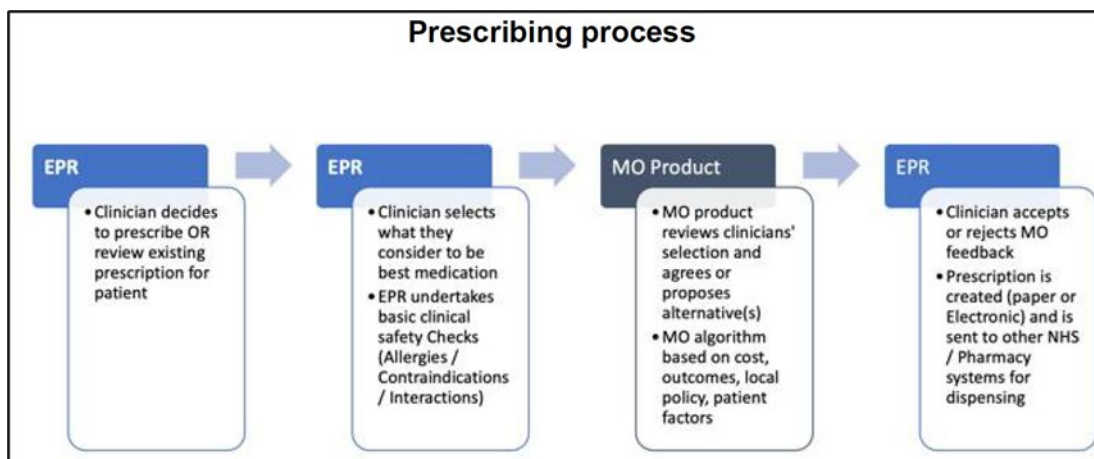 Prescribing process
EPR
• Clinician decides
to prescribe OR
review existing
prescription for
patient
EPR
• Clinician selects
what they
consider to be
best medication
• EPR undertakes
basic clinical
safety Checks
(Allergies /
Contraindications
/ Interactions)
MO Product
• MO product
reviews clinicians'
selection and
agrees or
proposes
alternative(s)
• MO algorithm
based on cost,
outcomes, local
policy, patient
factors
EPR
• Clinician accepts
or rejects MO
feedback
• Prescription is
created (paper or
Electronic) and is
sent to other NHS
/ Pharmacy
systems for
dispensing